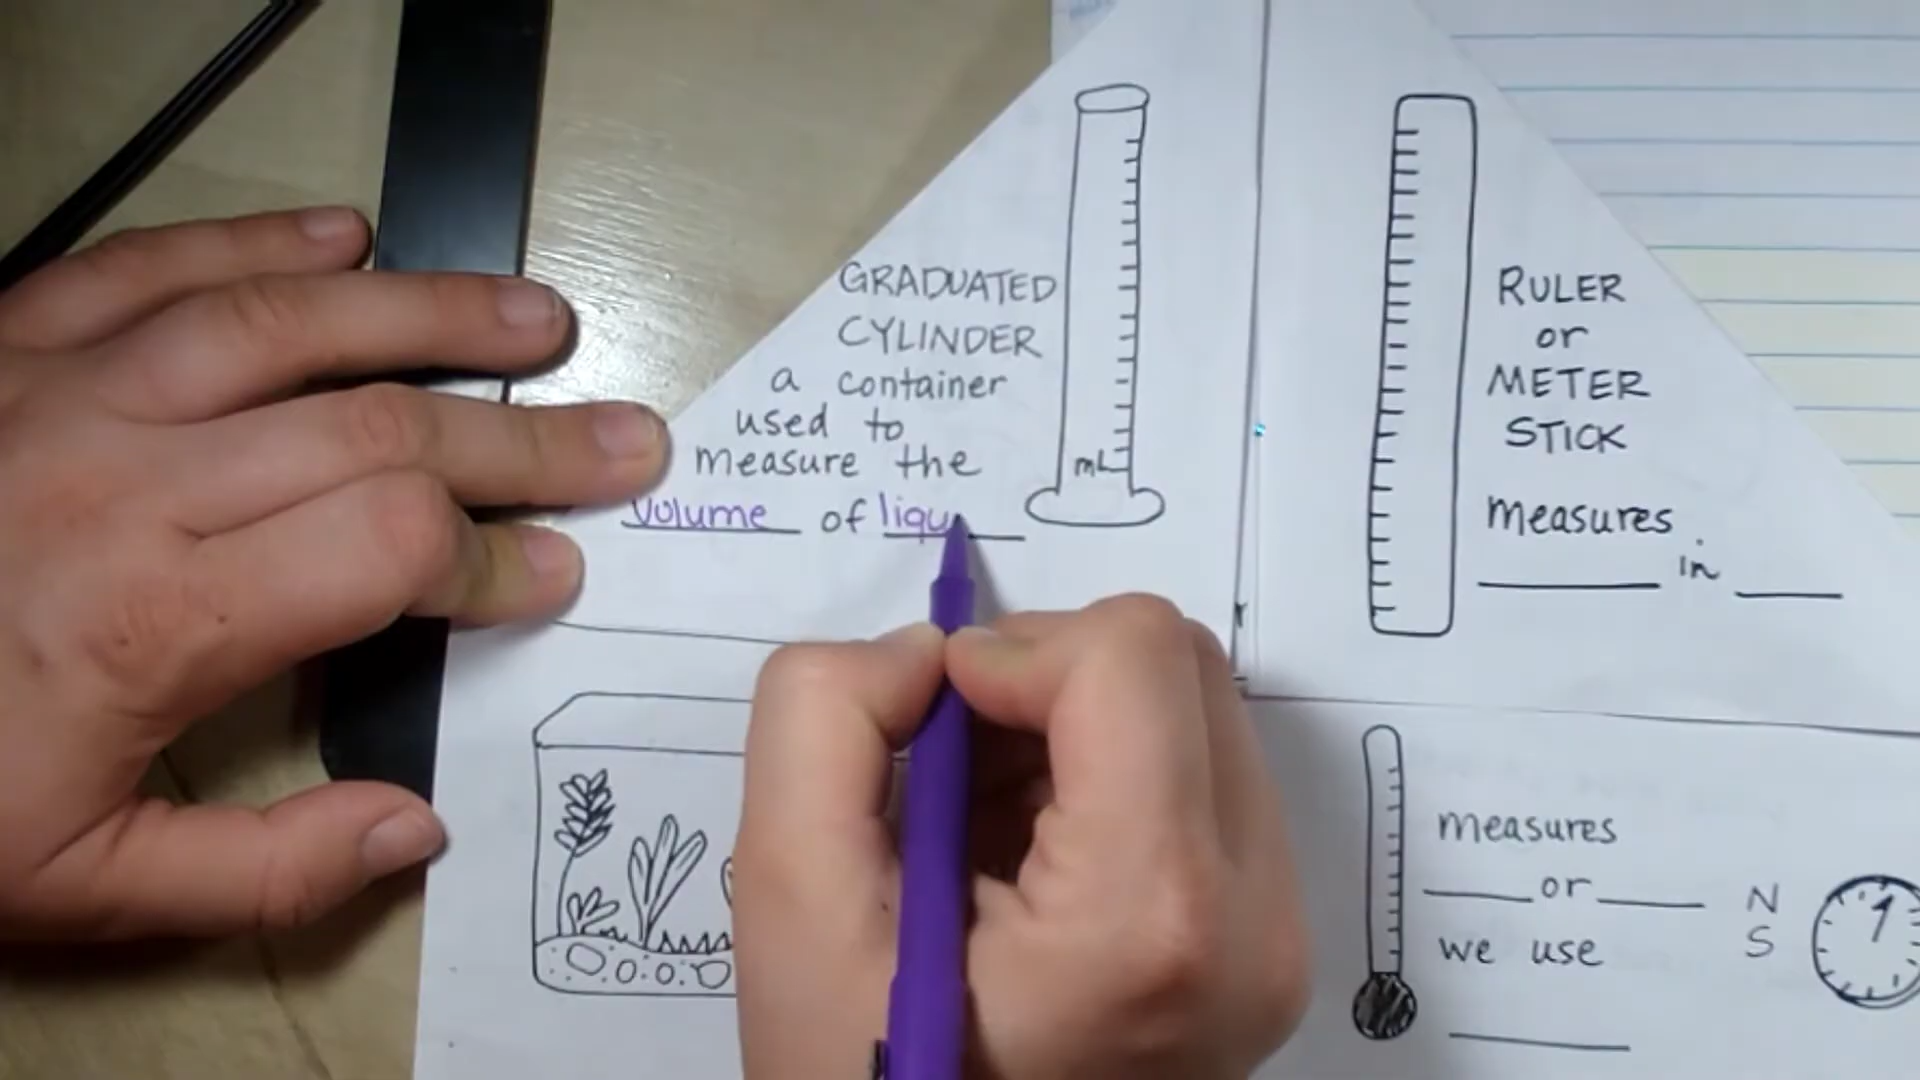 GRADUATED
CYLINDER
a container
used to
measure the
volume of liqu
mL
RULER
or
METER
STICK
measures
in
measures
or
we use
N
S